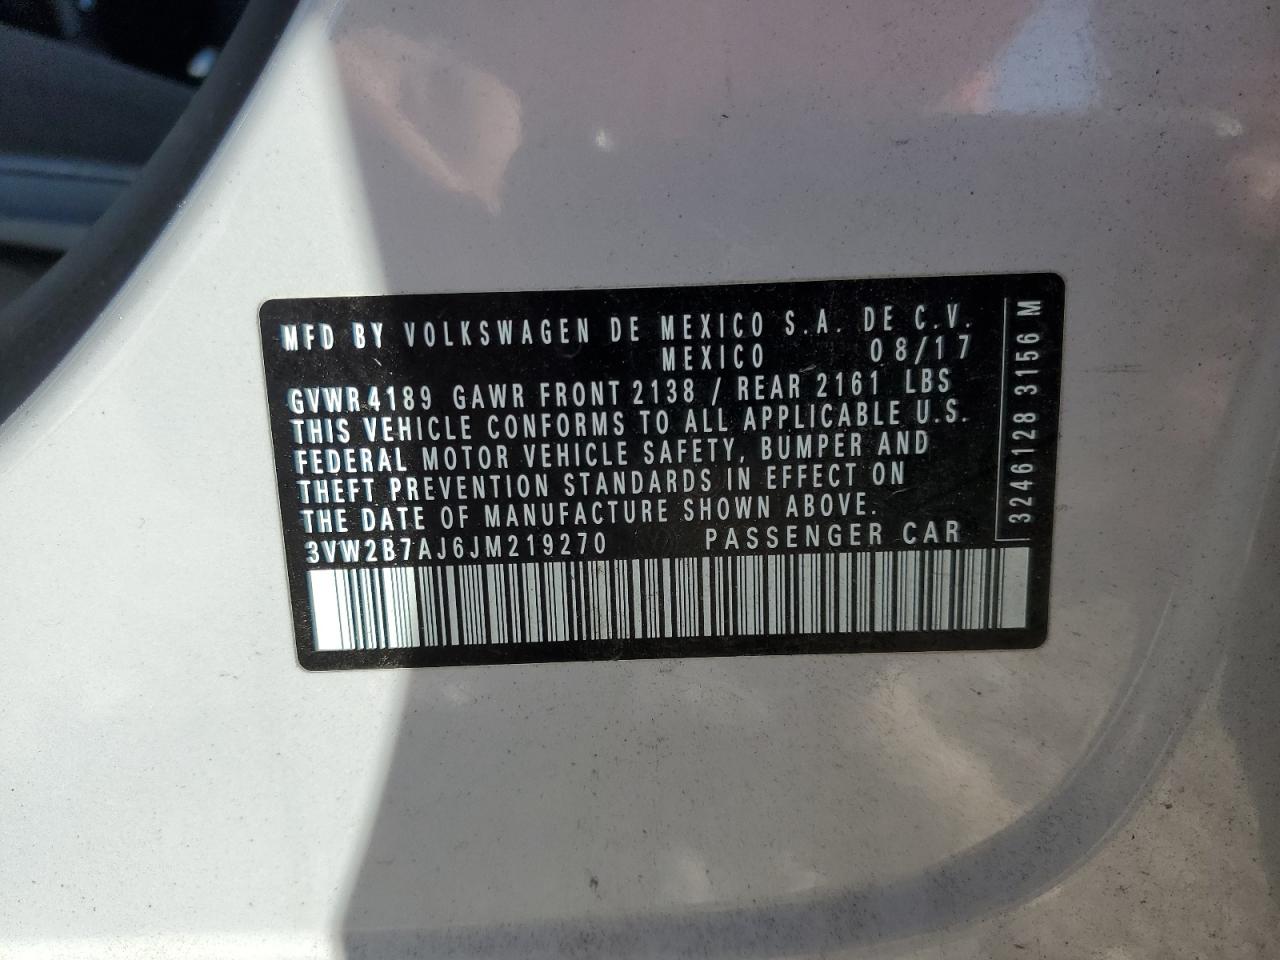 MFD BY VOLKSWAGEN DE MEXICO S.A. DE C.V.
MEXICO 08/17
GVWR 4189 GAWR FRONT 2138 / REAR 2161 LBS
THIS VEHICLE CONFORMS TO ALL APPLICABLE U.S.
FEDERAL MOTOR VEHICLE SAFETY, BUMPER AND
THEFT PREVENTION STANDARDS IN EFFECT ON
THE DATE OF MANUFACTURE SHOWN ABOVE.
3VW2B7AJ6JM219270 PASSENGER CAR
3246128 3156 M